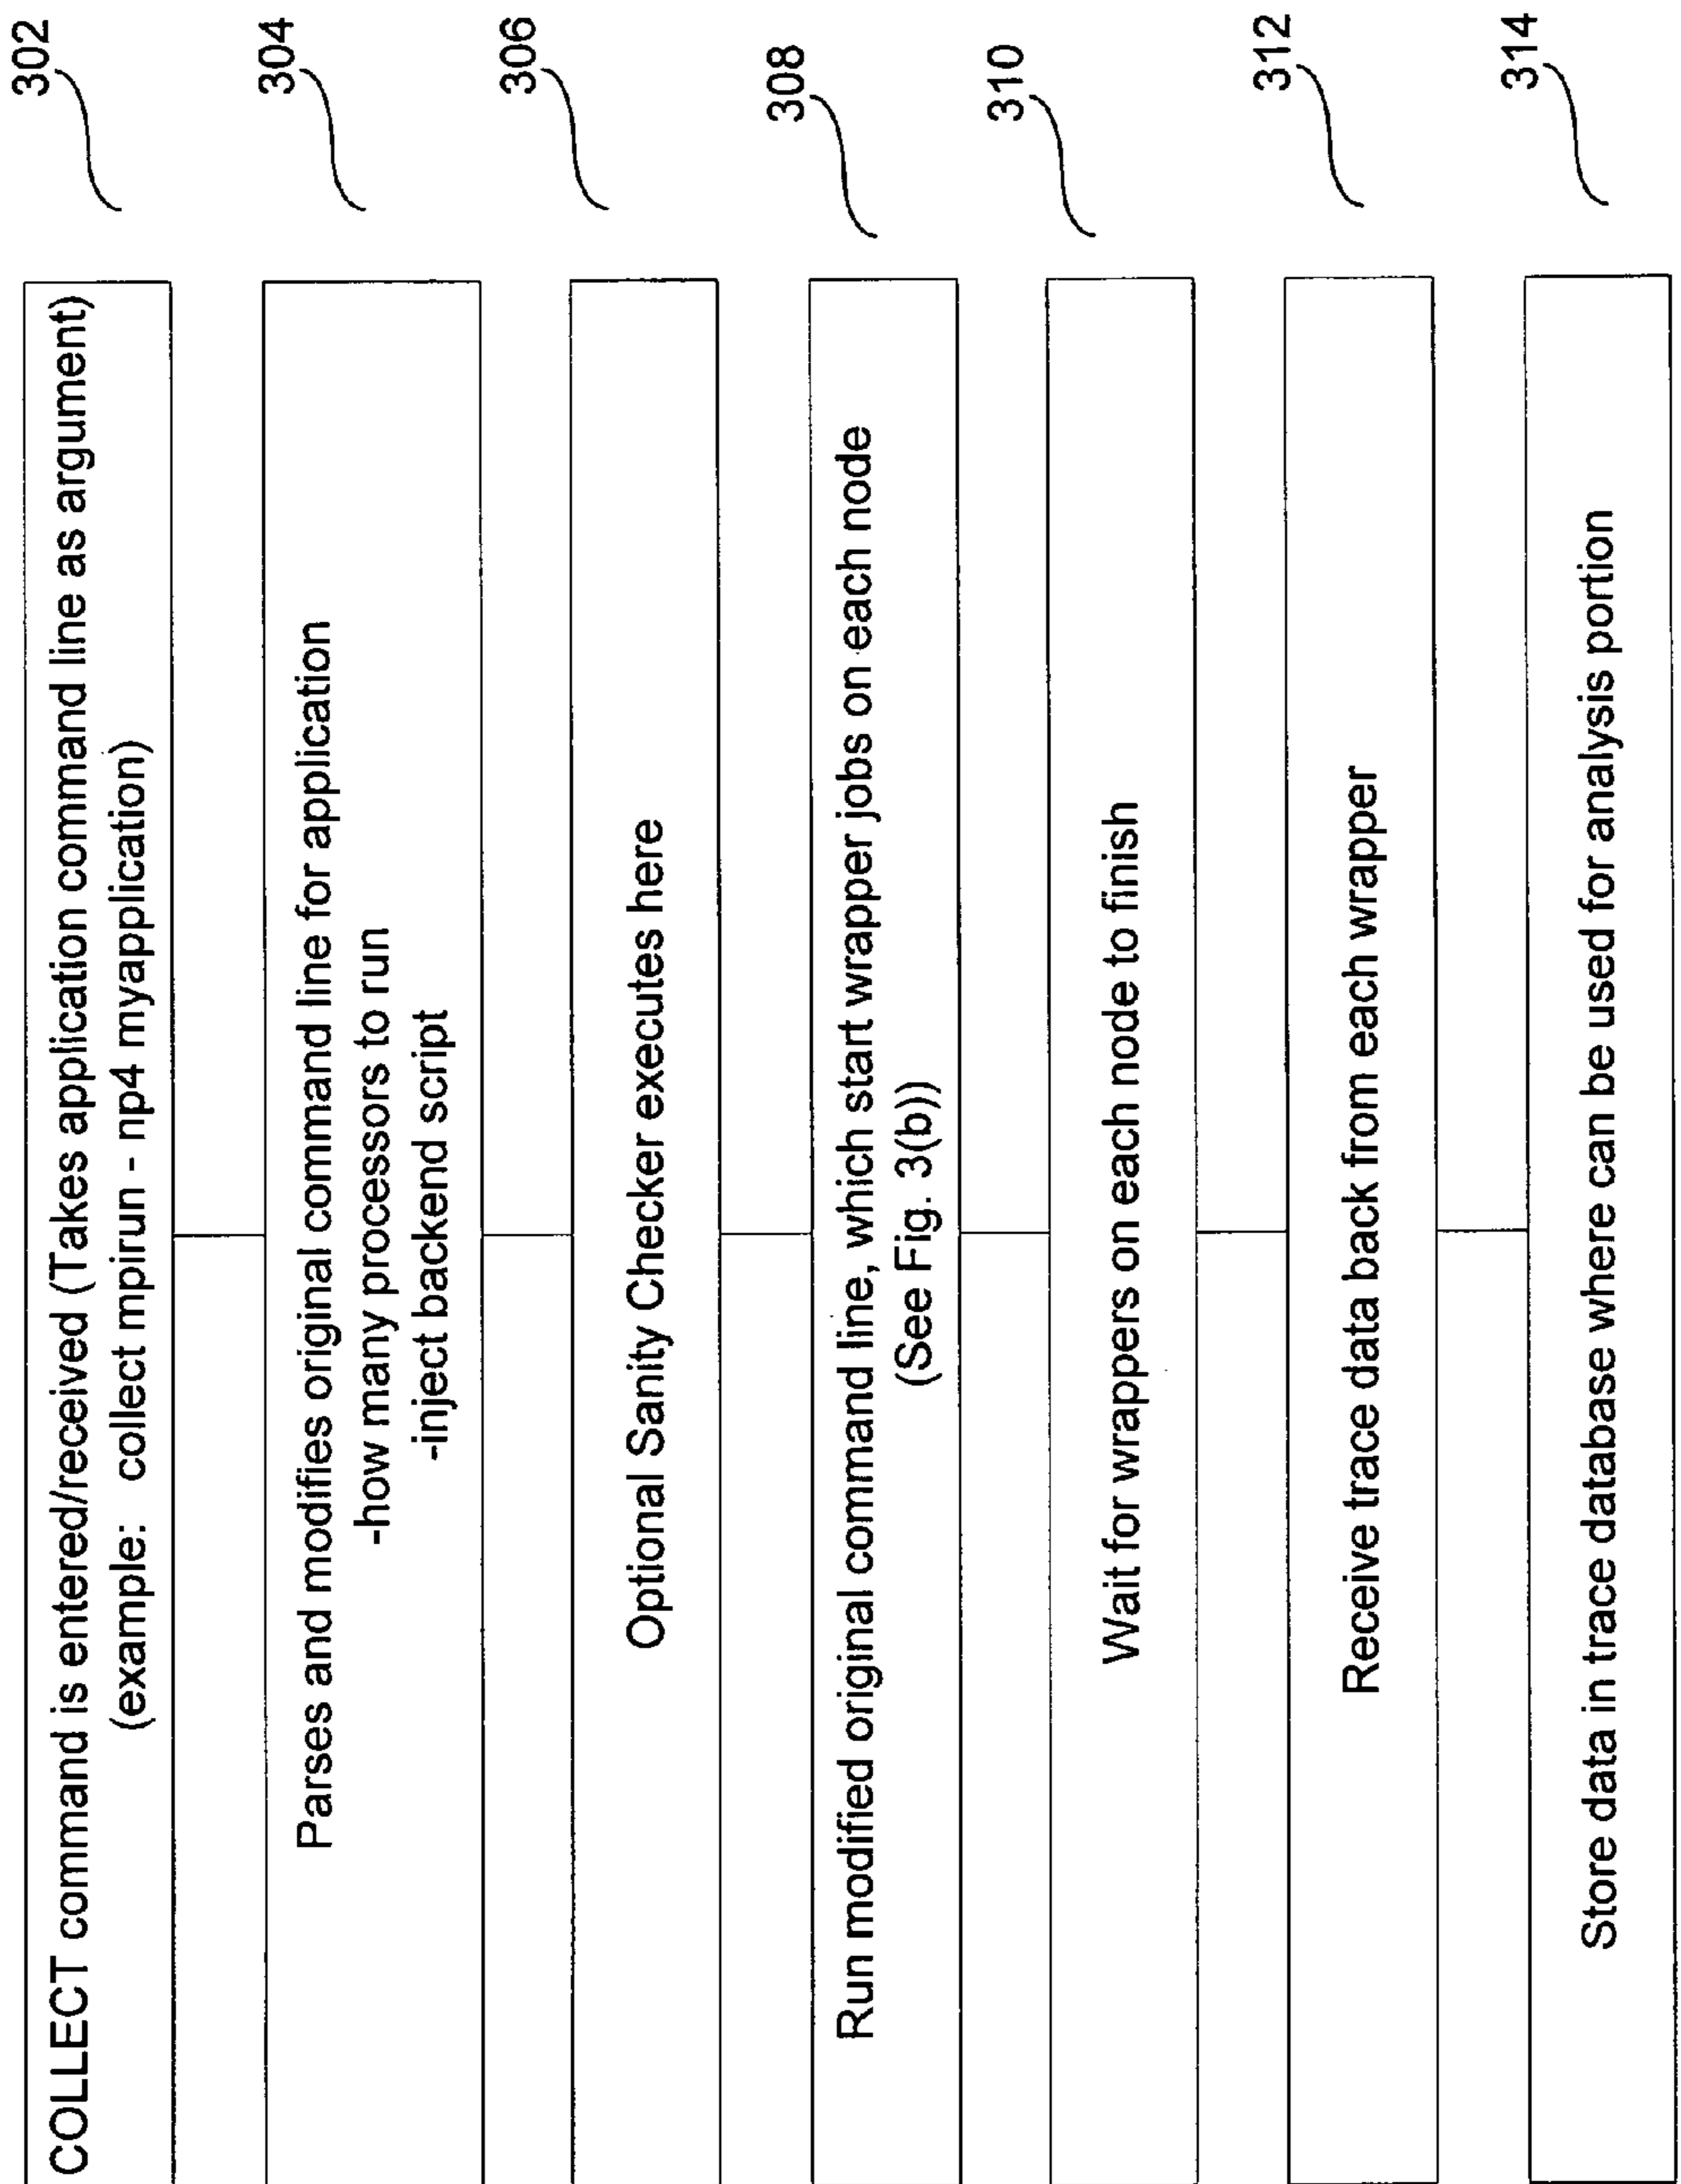 COLLECT command is entered/received (Takes application command line as argument)
(example: collect mpirun - np4 myapplication)
302
Parses and modifies original command line for application
-how many processors to run
-inject backend script
304
Optional Sanity Checker executes here
306
Run modified original command line, which start wrapper jobs on each node
(See Fig. 3(b))
308
Wait for wrappers on each node to finish
310
Receive trace data back from each wrapper
312
Store data in trace database where can be used for analysis portion
314